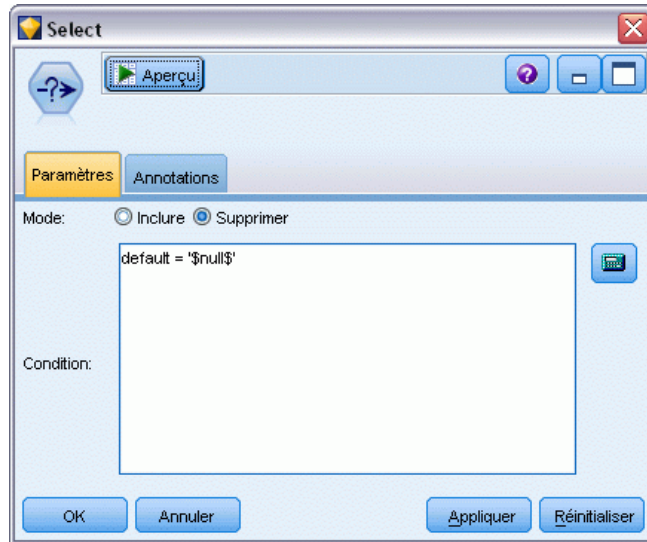 Select
-?➤
Aperçu
?
Paramètres
Annotations
Mode:
Inclure
Supprimer
default = '$null$'
Condition:
OK
Annuler
Appliquer
Réinitialiser